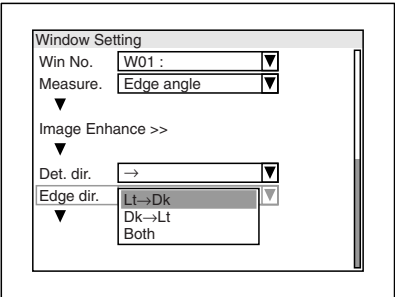 Window Setting
Win No. W01 :
Measure. Edge angle
Image Enhance >>
Det. dir. →
Edge dir.
Lt→Dk
Dk→Lt
Both